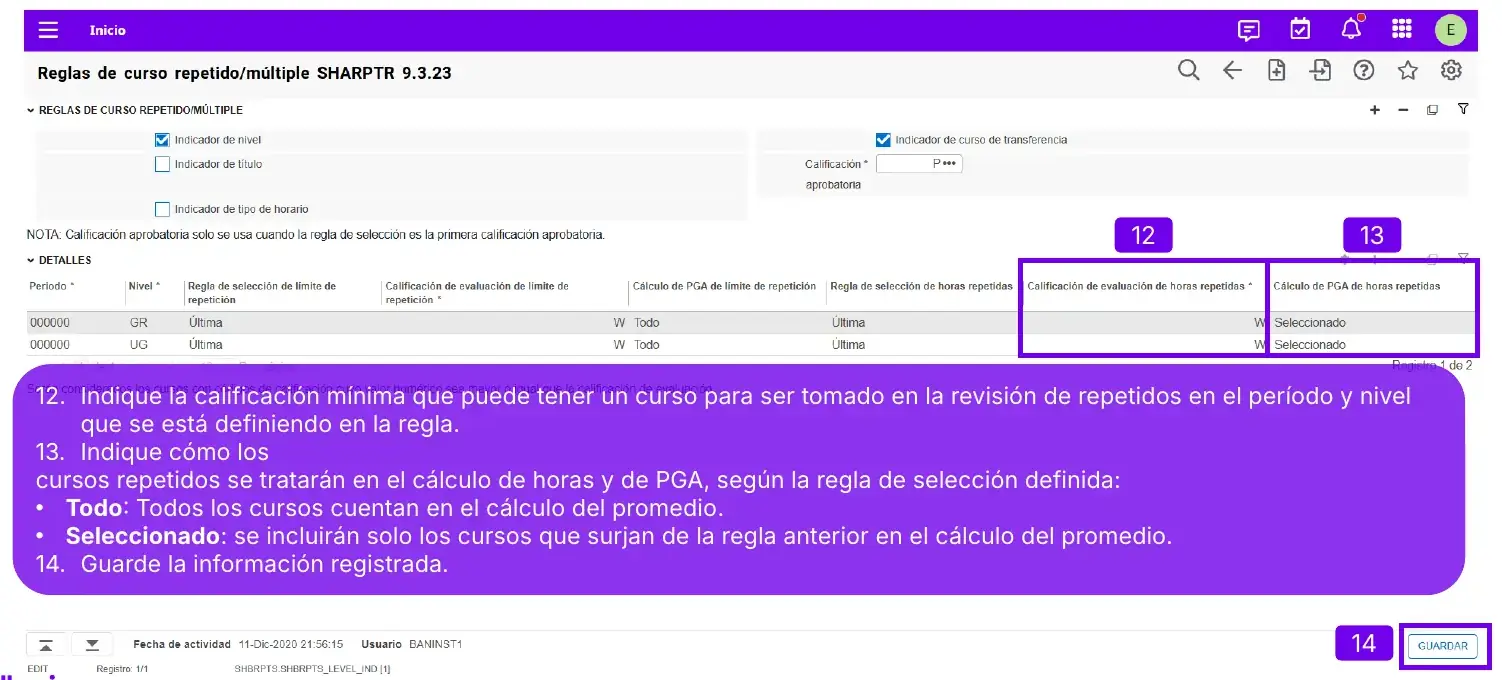 Inicio
E
Reglas de curso repetido/múltiple SHARPTR 9.3.23
REGLAS DE CURSO REPETIDO/MÚLTIPLE
Indicador de nivel
Indicador de curso de transferencia
Indicador de título
Calificación * P•••
aprobatoria
Indicador de tipo de horario
NOTA: Calificación aprobatoria solo se usa cuando la regla de selección es la primera calificación aprobatoria.
12 13
DETALLES
Período * Nivel * Regla de selección de límite de repetición Calificación de evaluación de límite de repetición * Cálculo de PGA de límite de repetición Regla de selección de horas repetidas Calificación de evaluación de horas repetidas * Cálculo de PGA de horas repetidas
000000 GR Última W Todo Última W Seleccionado
000000 UG Última W Todo Última W Seleccionado
Registro 1 de 2
12. Indique la calificación mínima que puede tener un curso para ser tomado en la revisión de repetidos en el período y nivel
que se está definiendo en la regla.
13. Indique cómo los
cursos repetidos se tratarán en el cálculo de horas y de PGA, según la regla de selección definida:
• Todo: Todos los cursos cuentan en el cálculo del promedio.
• Seleccionado: se incluirán solo los cursos que surjan de la regla anterior en el cálculo del promedio.
14. Guarde la información registrada.
Fecha de actividad 11-Dic-2020 21:56:15 Usuario BANINST1
14 GUARDAR
EDIT Registro: 1/1 SHBRPTS.SHBRPTS_LEVEL_IND [1]